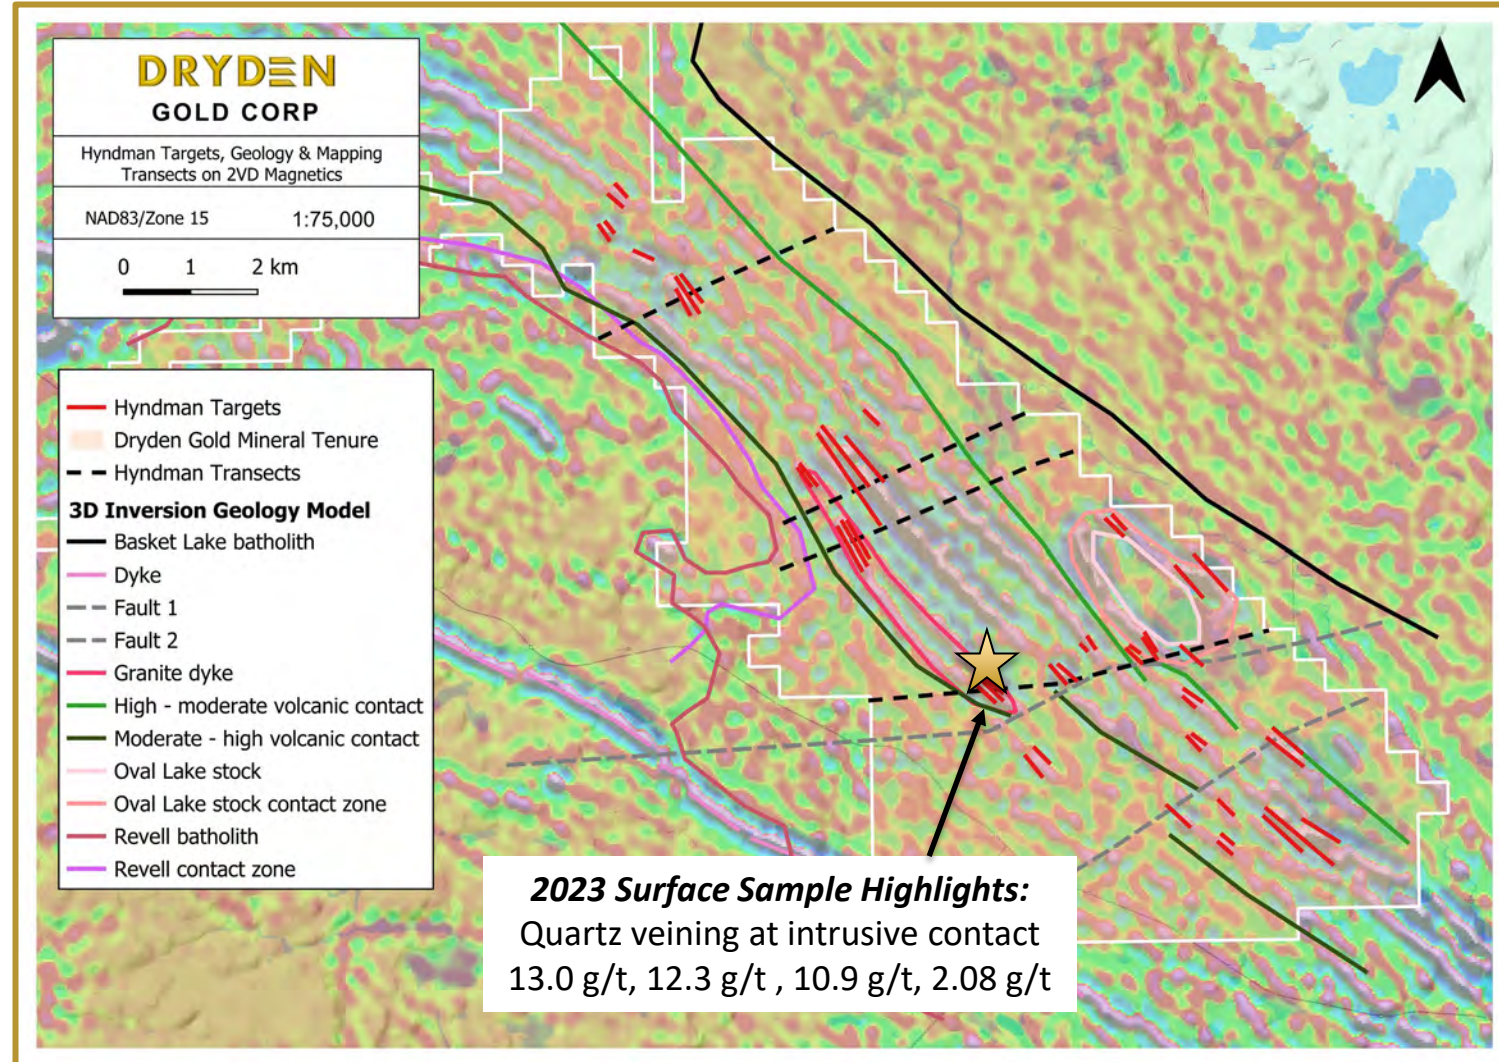 DRYDEN
GOLD CORP
Hyndman Targets, Geology & Mapping
Transects on 2VD Magnetics
NAD83/Zone 15 1:75,000
0 1 2 km
Hyndman Targets
Dryden Gold Mineral Tenure
Hyndman Transects
3D Inversion Geology Model
Basket Lake batholith
Dyke
Fault 1
Fault 2
Granite dyke
High - moderate volcanic contact
Moderate - high volcanic contact
Oval Lake stock
Oval Lake stock contact zone
Revell batholith
Revell contact zone
2023 Surface Sample Highlights:
Quartz veining at intrusive contact
13.0 g/t, 12.3 g/t , 10.9 g/t, 2.08 g/t